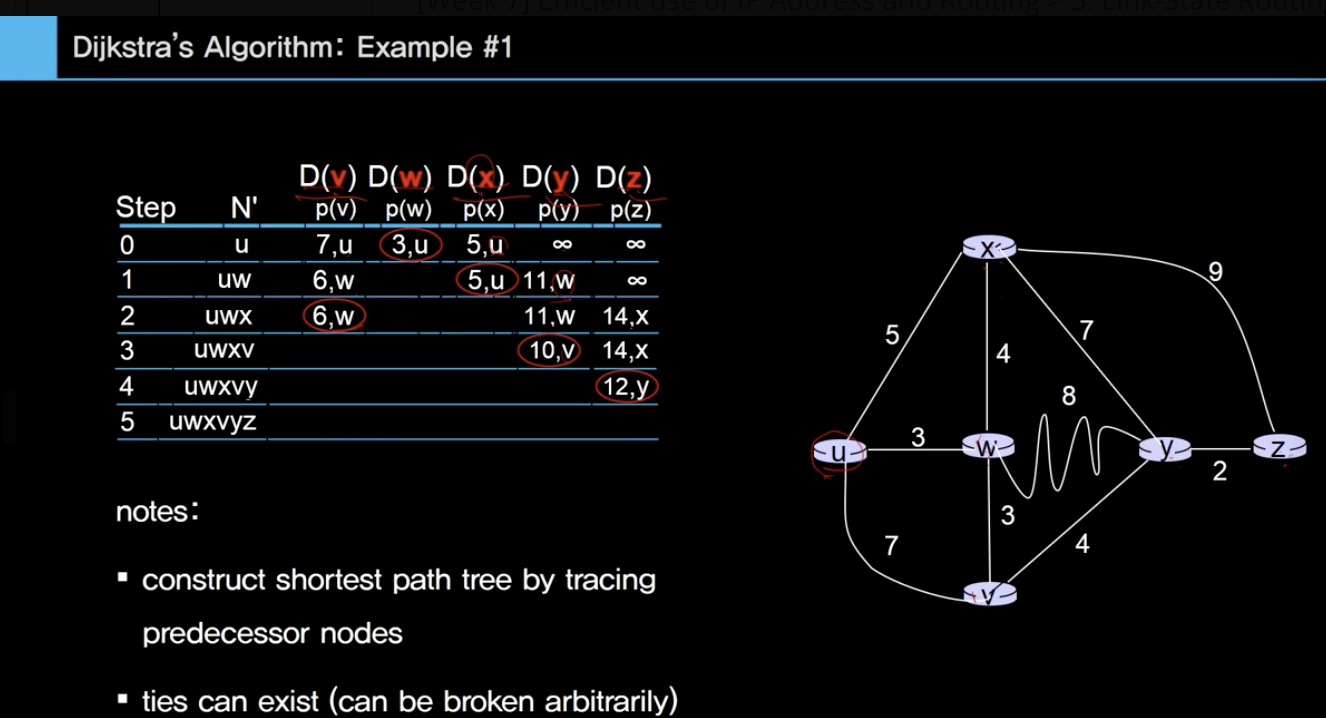 [Week 7] Efficient use of IP Address and Routing > 3. Link-State Routin
Dijkstra's Algorithm: Example #1
D(v) D(w) D(x) D(y) D(z)
Step N' p(v) p(w) p(x) p(y) p(z)
0 u 7,u 3,u 5,u ∞ ∞
1 uw 6,w 5,u 11,w ∞
2 uwx 6,w 11,w 14,x
3 uwxv 10,v 14,x
4 uwxvy 12,y
5 uwxvyz
notes:
▪ construct shortest path tree by tracing
predecessor nodes
▪ ties can exist (can be broken arbitrarily)
x
9
5
4
7
8
u
3
w
y
2
z
3
7
4
v